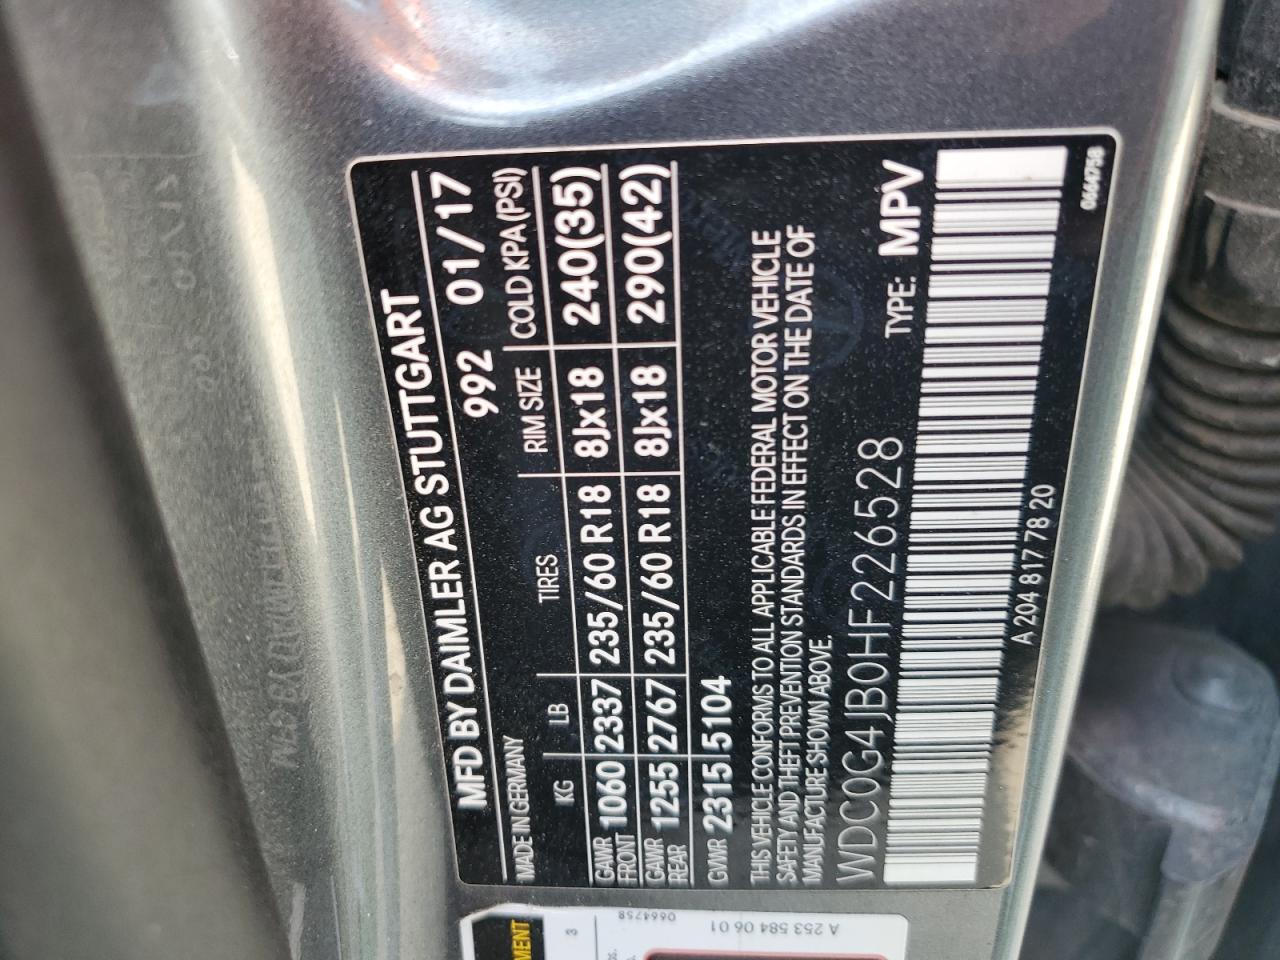 MFD BY DAIMLER AG STUTTGART
MADE IN GERMANY 992 01/17
KG LB TIRES RIM SIZE COLD KPA (PSI)
GAWR FRONT 1060 2337 235/60 R18 8Jx18 240(35)
GAWR REAR 1255 2767 235/60 R18 8Jx18 290(42)
GVWR 2315 5104
THIS VEHICLE CONFORMS TO ALL APPLICABLE FEDERAL MOTOR VEHICLE
SAFETY AND THEFT PREVENTION STANDARDS IN EFFECT ON THE DATE OF
MANUFACTURE SHOWN ABOVE.
WDC0G4JB0HF226528 TYPE: MPV
A 204 817 78 20
0664758
MENT
3
0664758
A 253 584 06 01